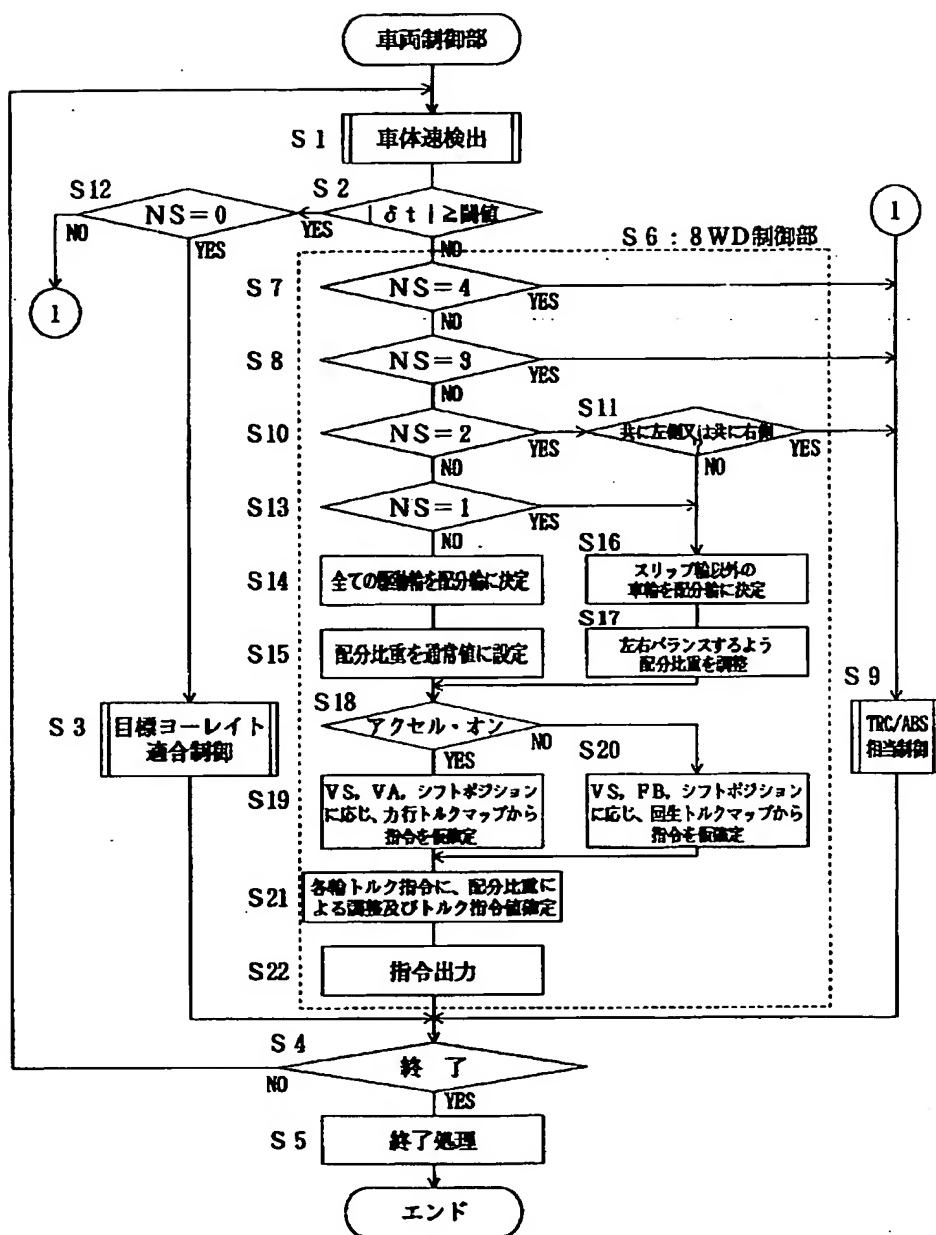 車両制御部
S1
車体速検出
S12
NS=0
NO
YES
S2
|δt|≧閾値
YES
NO
1
1
S6:8WD制御部
S7
NS=4
YES
NO
S8
NS=3
YES
NO
S10
NS=2
YES
NO
S11
共に左側又は共に右側
YES
NO
S13
NS=1
YES
NO
S14
全ての駆動輪を配分輪に決定
S16
スリップ輪以外の
車輪を配分輪に決定
S15
配分比重を通常値に設定
S17
左右バランスするよう
配分比重を調整
S3
目標ヨーレイト
適合制御
S18
アクセル・オン
NO
YES
S9
TRC/ABS
相当制御
S19
VS,VA,シフトポジション
に応じ、力行トルクマップから
指令を仮確定
S20
VS,FB,シフトポジション
に応じ、回生トルクマップから
指令を仮確定
S21
各輪トルク指令に、配分比重に
よる調整及びトルク指令値確定
S22
指令出力
S4
終了
NO
YES
S5
終了処理
エンド